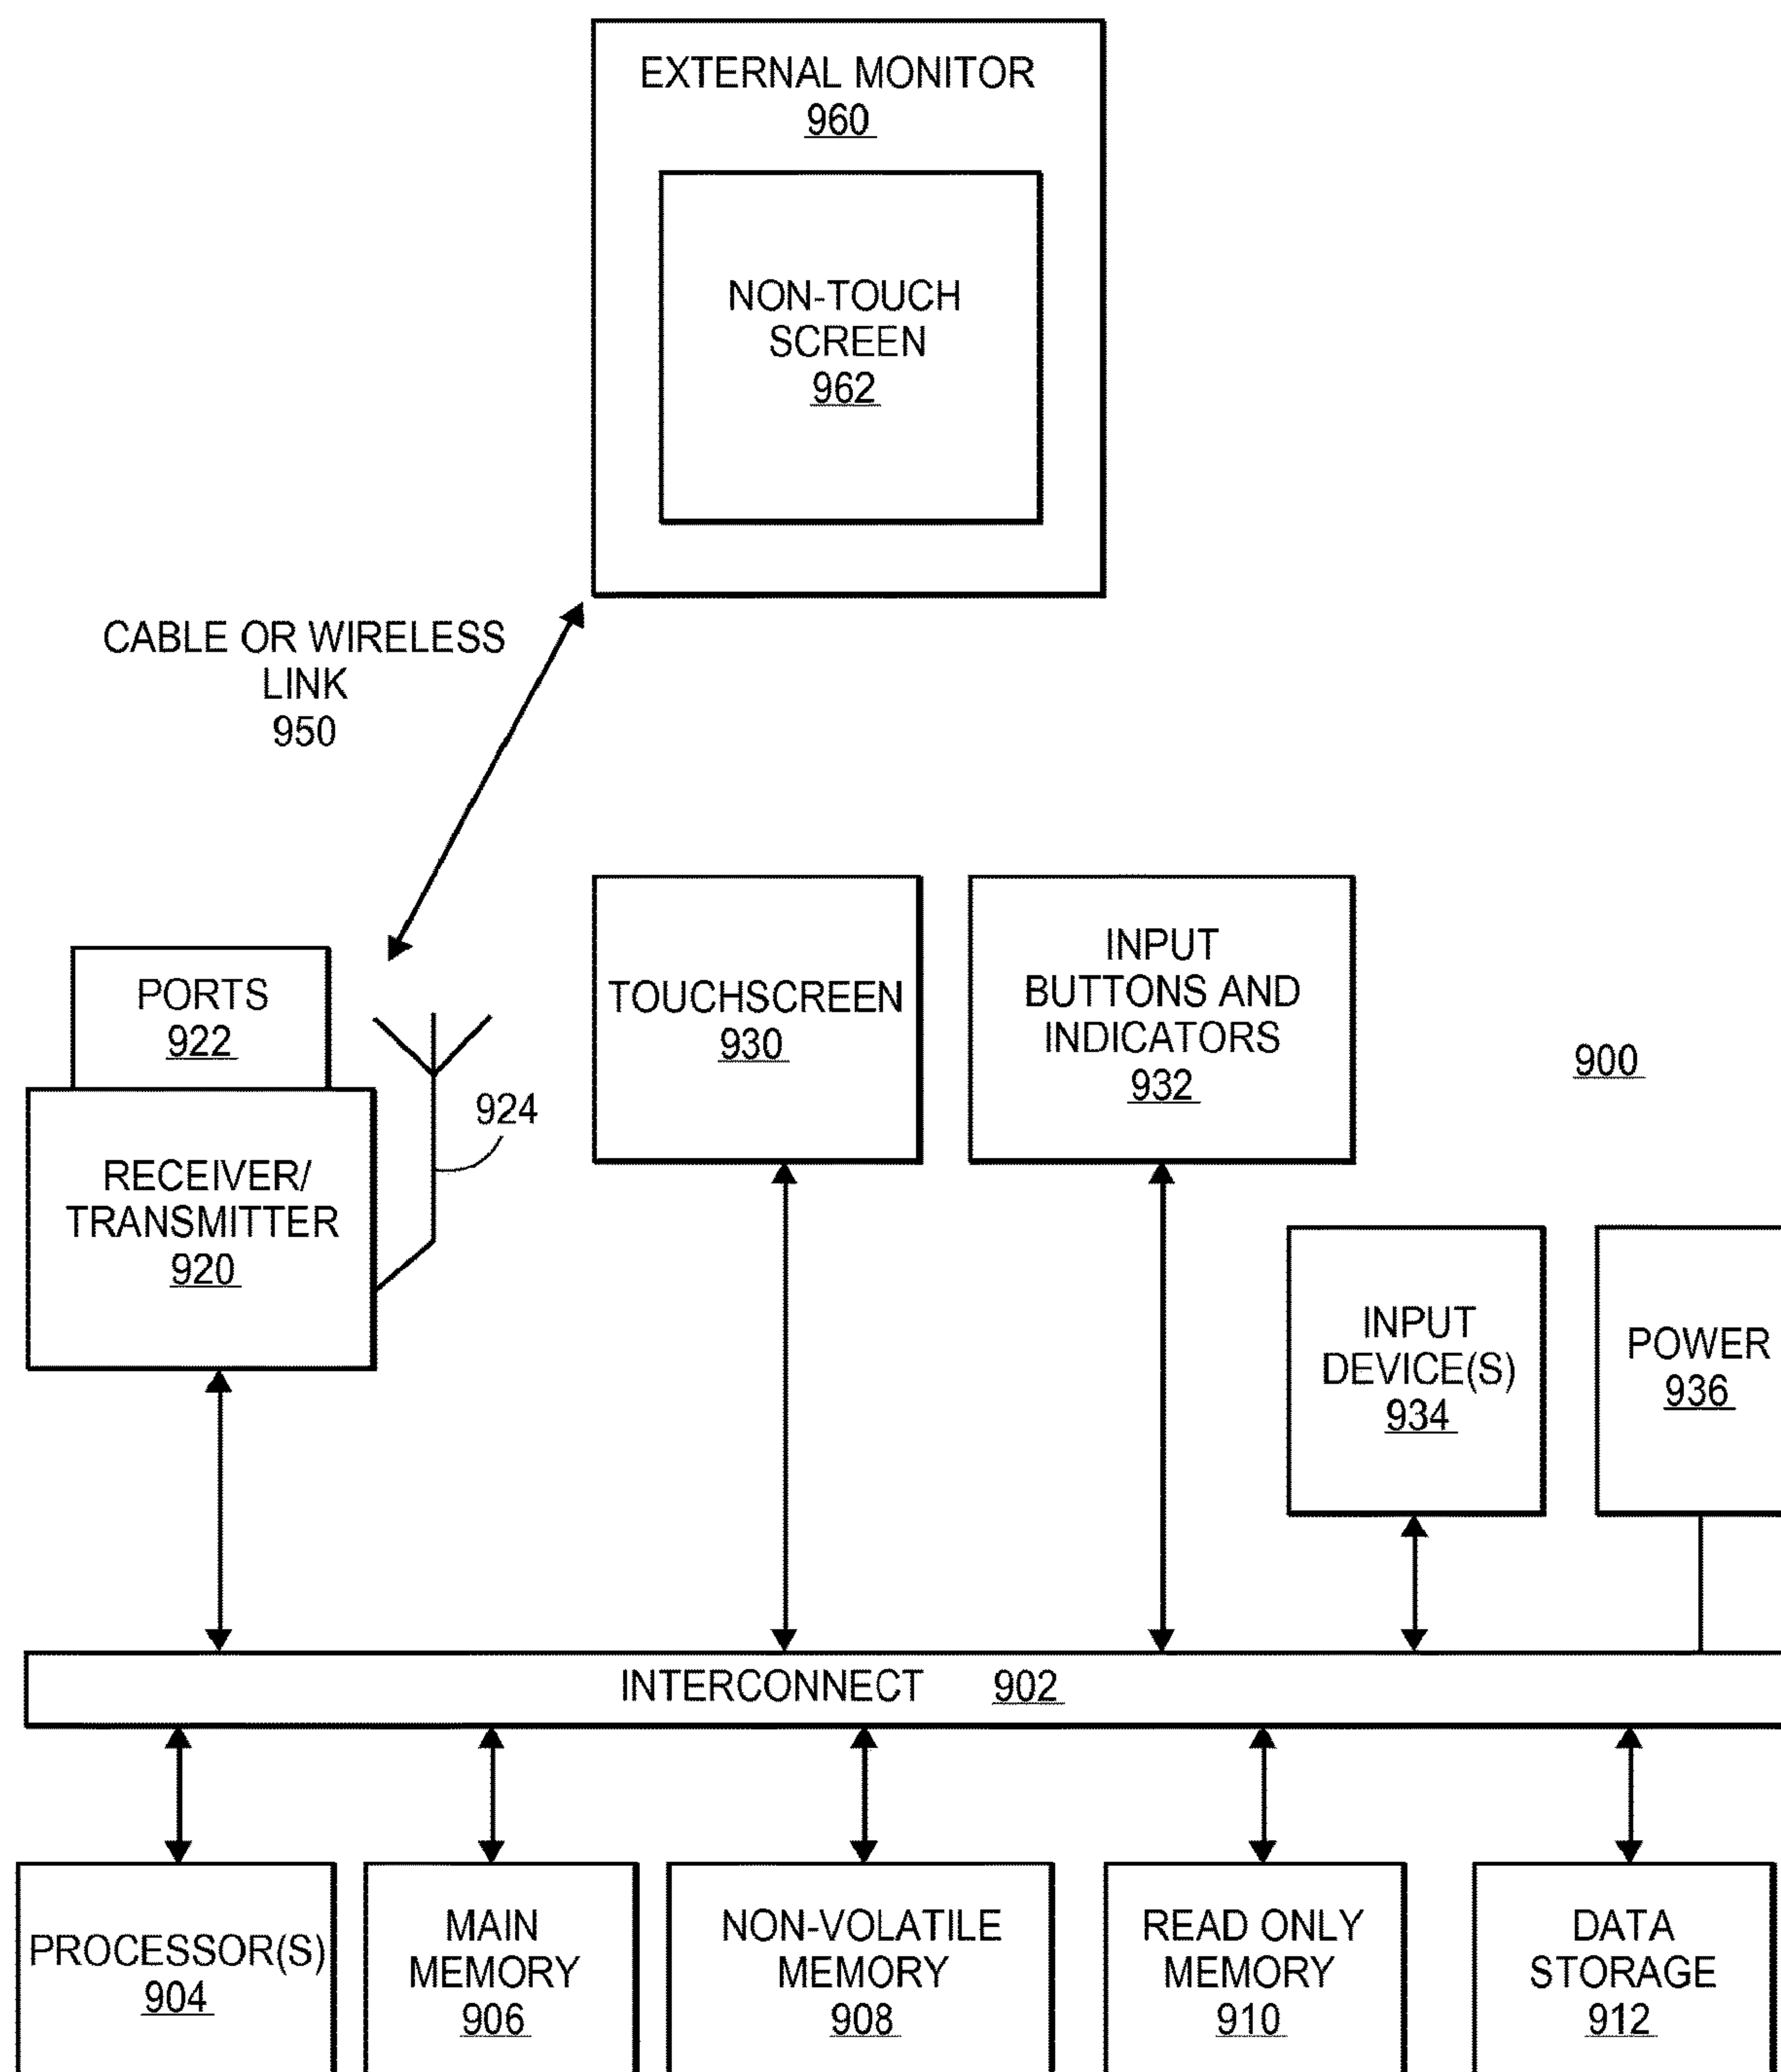 EXTERNAL MONITOR
960
NON-TOUCH
SCREEN
962
CABLE OR WIRELESS
LINK
950
PORTS
922
924
RECEIVER/
TRANSMITTER
920
TOUCHSCREEN
930
INPUT
BUTTONS AND
INDICATORS
932
900
INPUT
DEVICE(S)
934
POWER
936
INTERCONNECT 902
PROCESSOR(S)
904
MAIN
MEMORY
906
NON-VOLATILE
MEMORY
908
READ ONLY
MEMORY
910
DATA
STORAGE
912